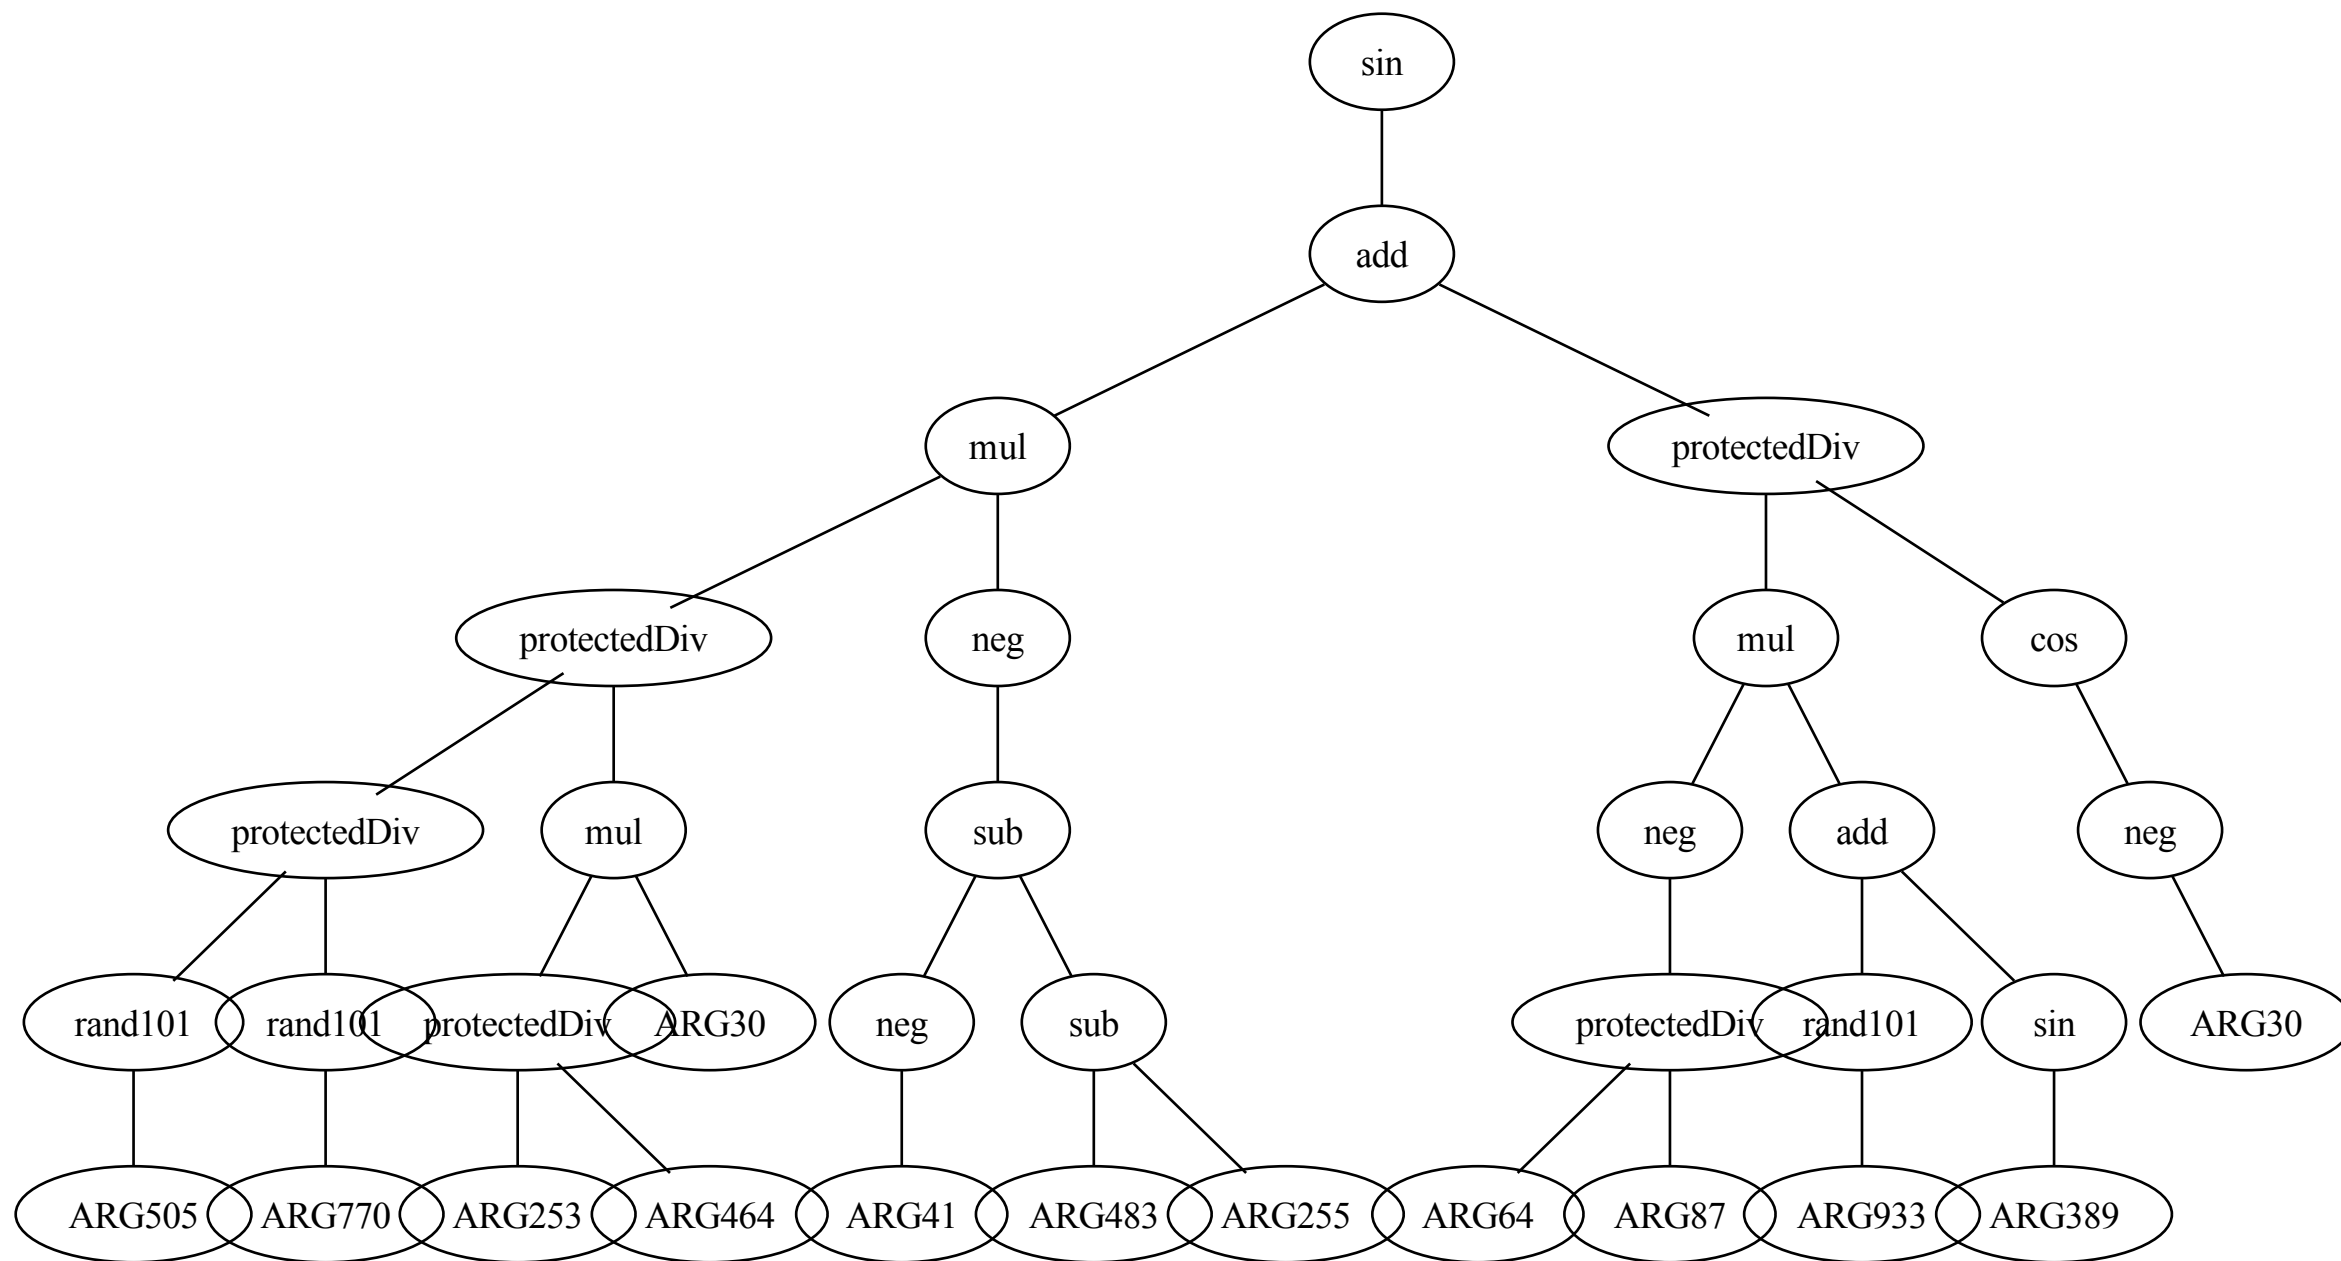 sin
add
mul protectedDiv
protectedDiv neg mul cos
protectedDiv mul sub neg add neg
rand101 rand101 protectedDiv ARG30 neg sub protectedDiv rand101 sin ARG30
ARG505 ARG770 ARG253 ARG464 ARG41 ARG483 ARG255 ARG64 ARG87 ARG933 ARG389